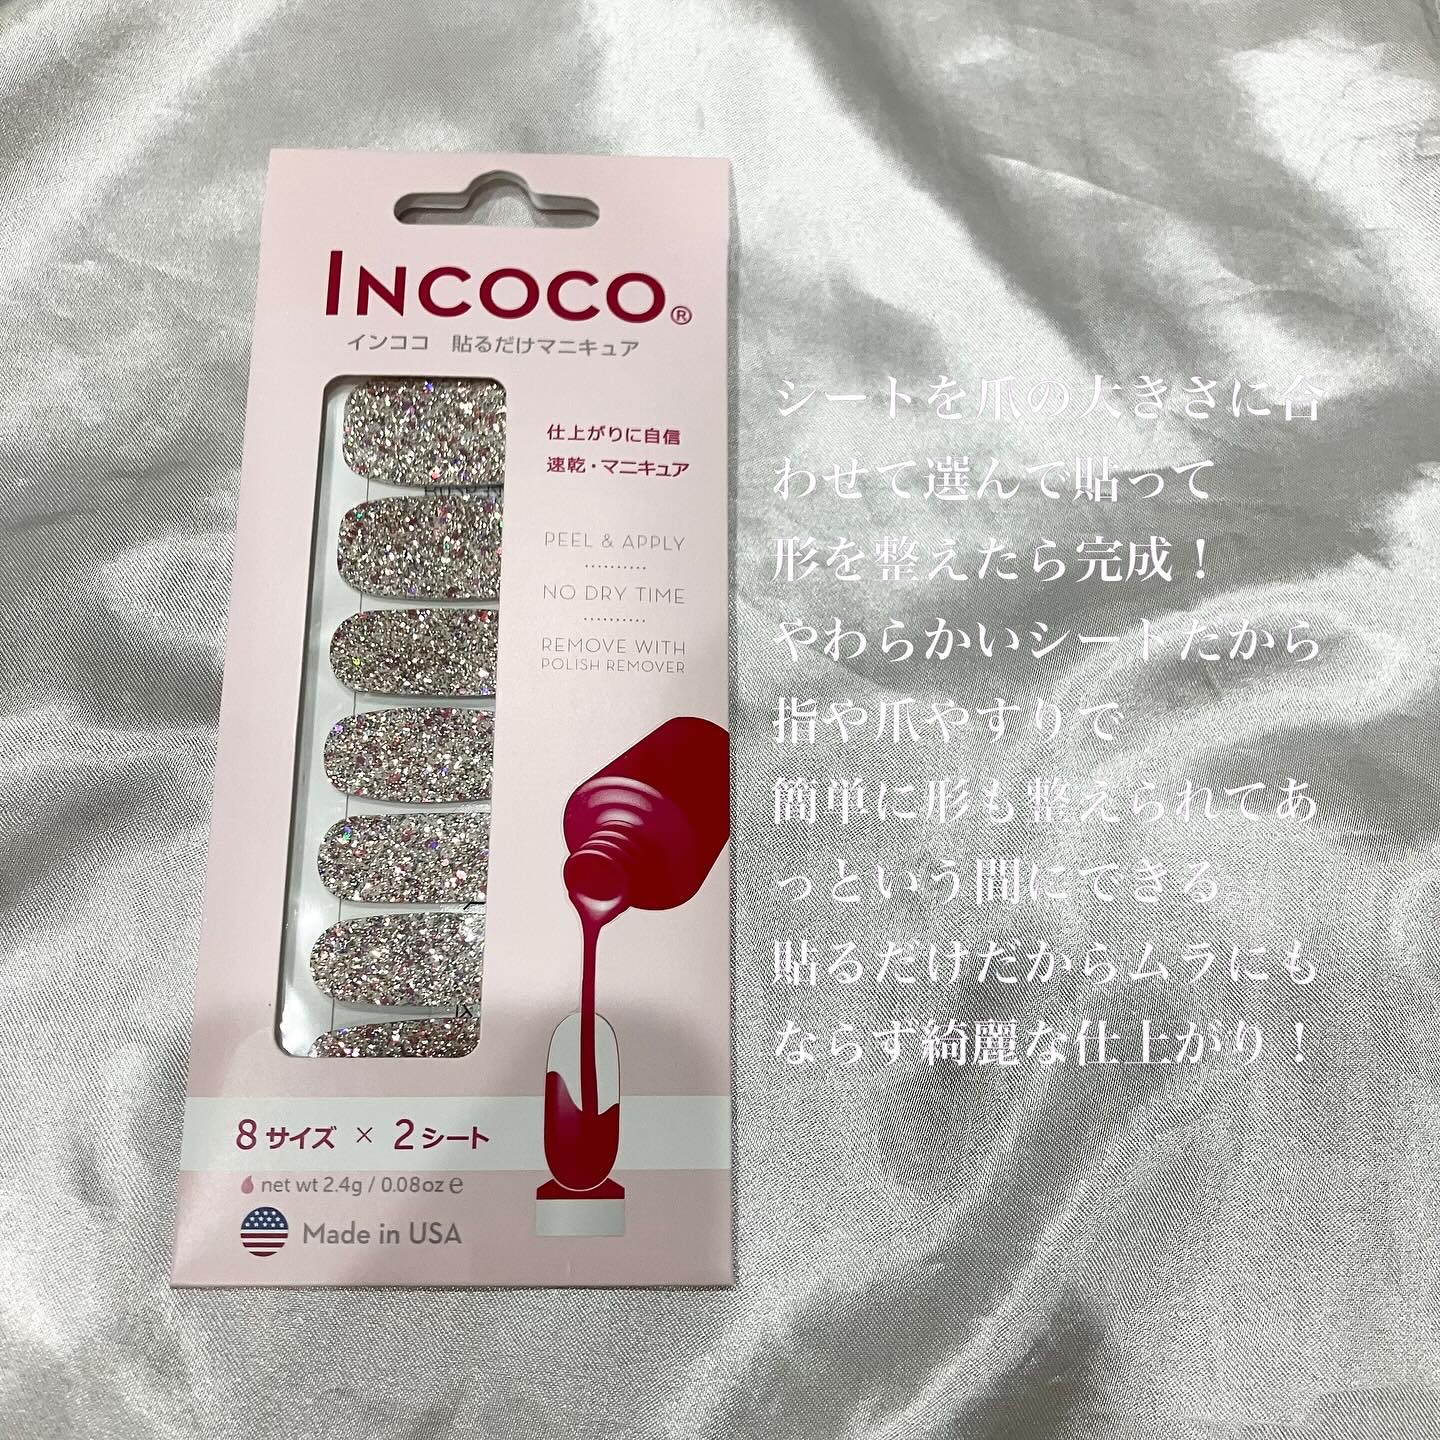 INCOCO®
インココ 貼るだけマニキュア
仕上がりに自信
速乾・マニキュア
PEEL & APPLY
NO DRY TIME
REMOVE WITH
POLISH REMOVER
8サイズ × 2シート
net wt 2.4g / 0.08oz ℮
Made in USA
シートを爪の大きさに合
わせて選んで貼って
形を整えたら完成！
やわらかいシートだから
指や爪やすりで
簡単に形も整えられてあ
っという間にできる。
貼るだけだからムラにも
ならず綺麗な仕上がり！